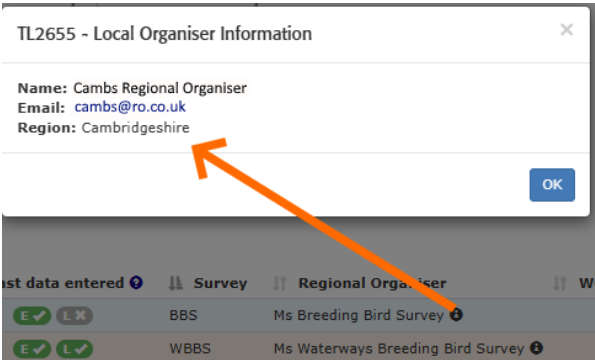 TL2655 - Local Organiser Information ×
Name: Cambs Regional Organiser
Email: cambs@ro.co.uk
Region: Cambridgeshire
OK
data entered Survey Regional Organiser
E L BBS Ms Breeding Bird Survey
E L WBBS Ms Waterways Breeding Bird Survey